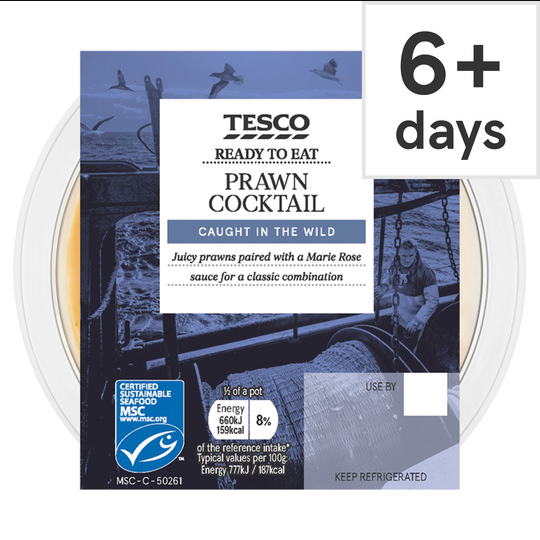 6+
days
TESCO
READY TO EAT
PRAWN
COCKTAIL
CAUGHT IN THE WILD
Juicy prawns paired with a Marie Rose
sauce for a classic combination
USE BY
CERTIFIED
SUSTAINABLE
SEAFOOD
MSC
www.msc.org
TM
MSC-C-50261
½ of a pot
Energy
660kJ
159kcal
8%
of the reference intake*
Typical values per 100g:
Energy 777kJ / 187kcal
KEEP REFRIGERATED